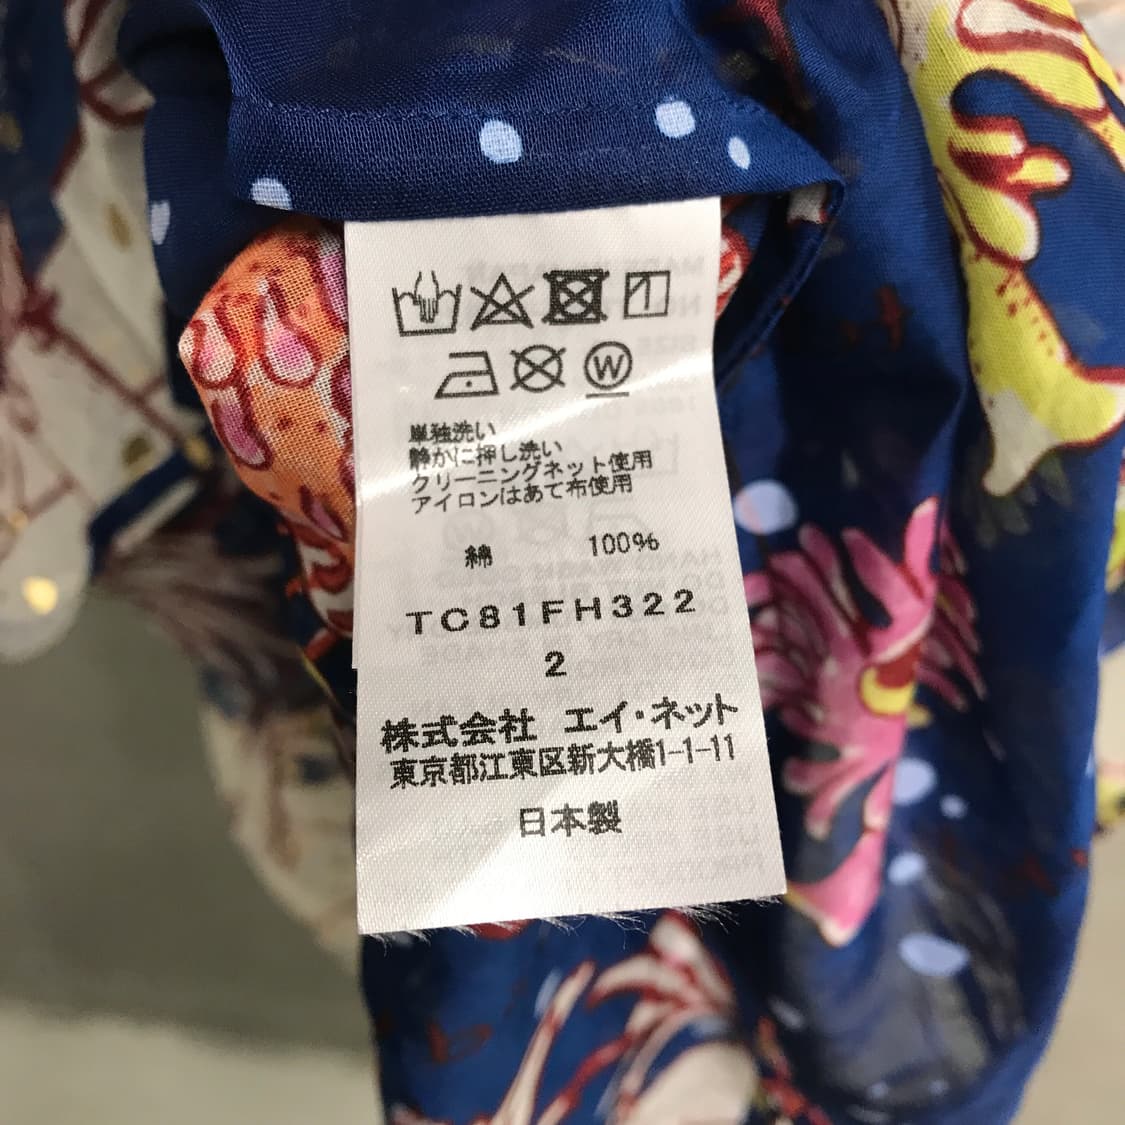 W
単独洗い
静かに押し洗い
クリーニングネット使用
アイロンはあて布使用
綿 100%
TC81FH322
2
株式会社 エイ・ネット
東京都江東区新大橋1-1-11
日本製